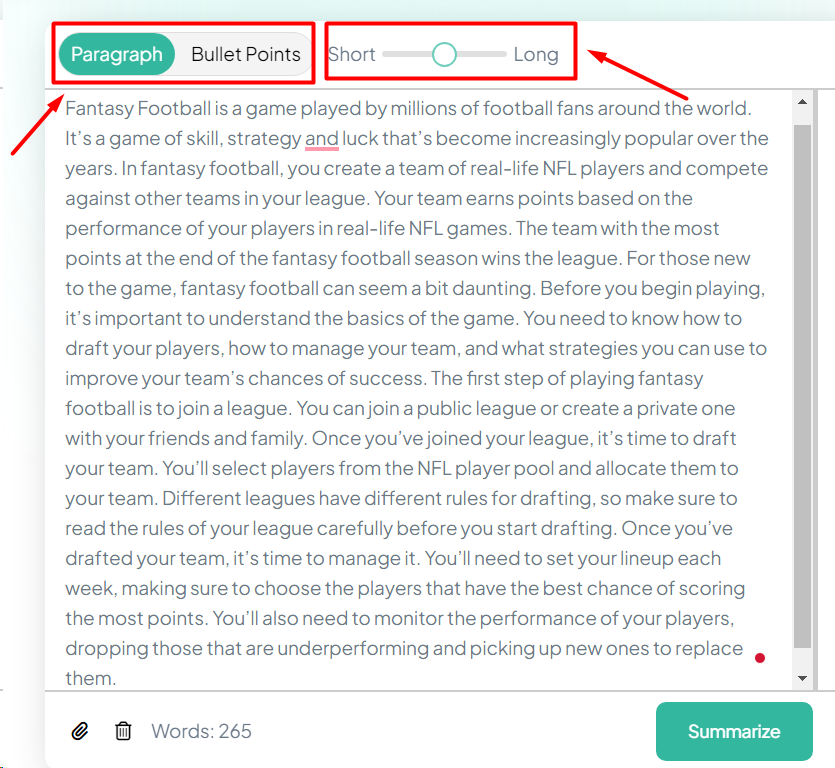 Paragraph Bullet Points Short Long
Fantasy Football is a game played by millions of football fans around the world.
It's a game of skill, strategy and luck that's become increasingly popular over the
years. In fantasy football, you create a team of real-life NFL players and compete
against other teams in your league. Your team earns points based on the
performance of your players in real-life NFL games. The team with the most
points at the end of the fantasy football season wins the league. For those new
to the game, fantasy football can seem a bit daunting. Before you begin playing,
it's important to understand the basics of the game. You need to know how to
draft your players, how to manage your team, and what strategies you can use to
improve your team's chances of success. The first step of playing fantasy
football is to join a league. You can join a public league or create a private one
with your friends and family. Once you've joined your league, it's time to draft
your team. You'll select players from the NFL player pool and allocate them to
your team. Different leagues have different rules for drafting, so make sure to
read the rules of your league carefully before you start drafting. Once you've
drafted your team, it's time to manage it. You'll need to set your lineup each
week, making sure to choose the players that have the best chance of scoring
the most points. You'll also need to monitor the performance of your players,
dropping those that are underperforming and picking up new ones to replace
them.
Words: 265 Summarize